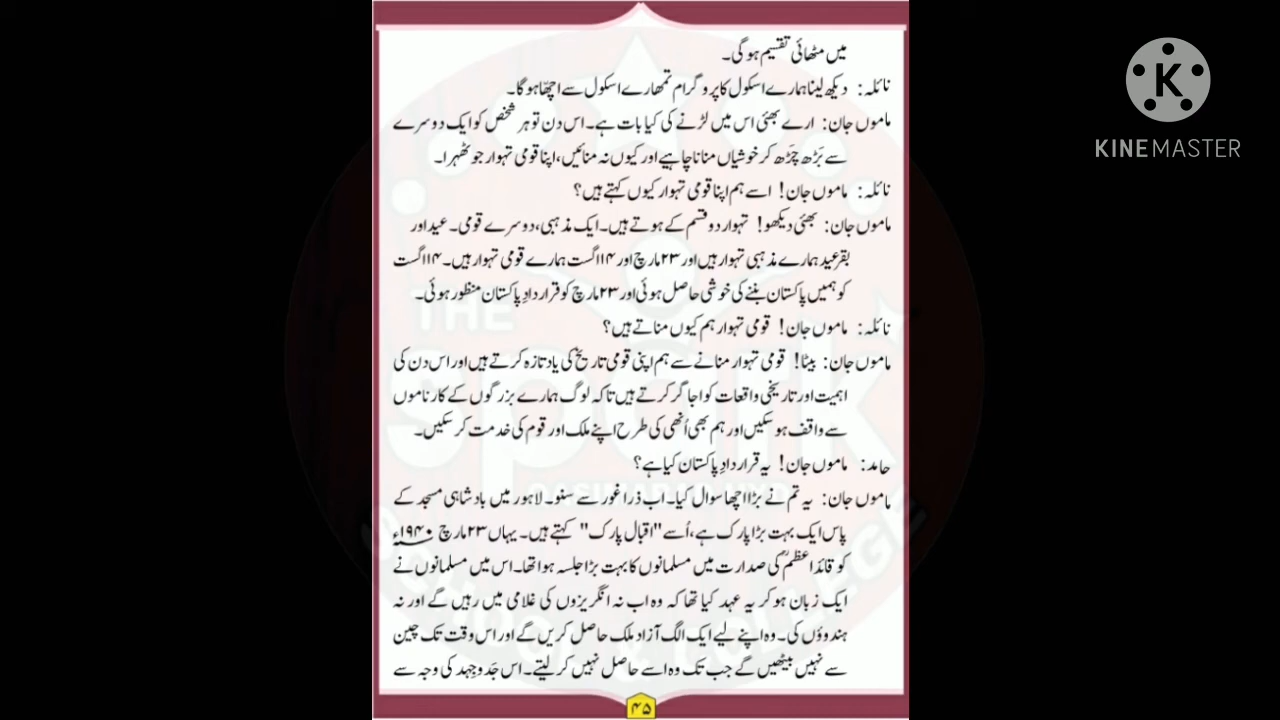 میں مٹھائی تقسیم ہوگی۔
نائلہ: دیکھ لینا ہمارے اسکول کا پروگرام تمھارے اسکول سے اچھّا ہوگا۔
ماموں جان: ارے بھئی اس میں لڑنے کی کیا بات ہے۔ اس دن تو ہر شخص کو ایک دوسرے
سے بَڑھ چَڑھ کر خوشیاں منانا چاہیے اور کیوں نہ منائیں، اپنا قومی تہوار جو ٹھہرا۔
نائلہ: ماموں جان! اسے ہم اپنا قومی تہوار کیوں کہتے ہیں؟
ماموں جان: بھئی دیکھو! تہوار دو قسم کے ہوتے ہیں۔ ایک مذہبی، دوسرے قومی۔ عید اور
بقر عید ہمارے مذہبی تہوار ہیں اور ۲۳ مارچ اور ۱۴ اگست ہمارے قومی تہوار ہیں۔ ۱۴ اگست
کو ہمیں پاکستان بننے کی خوشی حاصل ہوئی اور ۲۳ مارچ کو قراردادِ پاکستان منظور ہوئی۔
نائلہ: ماموں جان! قومی تہوار ہم کیوں مناتے ہیں؟
ماموں جان: بیٹا! قومی تہوار منانے سے ہم اپنی قومی تاریخ کی یاد تازہ کرتے ہیں اور اس دن کی
اہمیت اور تاریخی واقعات کو اجاگر کرتے ہیں تاکہ لوگ ہمارے بزرگوں کے کارناموں
سے واقف ہو سکیں اور ہم بھی اُنھی کی طرح اپنے ملک اور قوم کی خدمت کر سکیں۔
حامد: ماموں جان! یہ قراردادِ پاکستان کیا ہے؟
ماموں جان: یہ تم نے بڑا اچھا سوال کیا۔ اب ذرا غور سے سنو۔ لاہور میں بادشاہی مسجد کے
پاس ایک بہت بڑا پارک ہے، اُسے "اقبال پارک" کہتے ہیں۔ یہاں ۲۳ مارچ ۱۹۴۰ء
کو قائداعظمؒ کی صدارت میں مسلمانوں کا بہت بڑا جلسہ ہوا تھا۔ اس میں مسلمانوں نے
ایک زبان ہو کر یہ عہد کیا تھا کہ وہ اب نہ انگریزوں کی غلامی میں رہیں گے اور نہ
ہندوؤں کی۔ وہ اپنے لیے ایک الگ آزاد ملک حاصل کریں گے اور اس وقت تک چین
سے نہیں بیٹھیں گے جب تک وہ اسے حاصل نہیں کر لیتے۔ اس جَدوجہد کی وجہ سے
۴۵
K
KINEMASTER
THE
spark
SCHOOL & COLLEGE